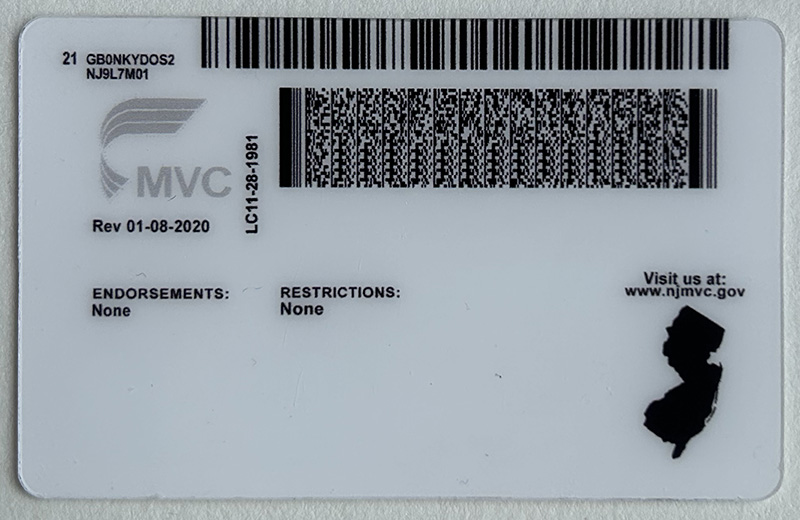 21 GB0NKYDOS2
NJ9L7M01
MVC
LC11-28-1981
Rev 01-08-2020
ENDORSEMENTS:
None
RESTRICTIONS:
None
Visit us at:
www.njmvc.gov